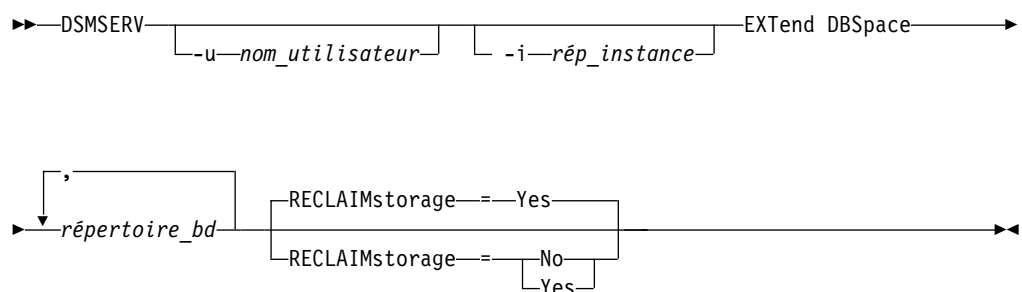 DSMSERV EXTend DBSpace
-u nom_utilisateur -i rép_instance
,
RECLAIMstorage = Yes
répertoire_bd
RECLAIMstorage = No
Yes